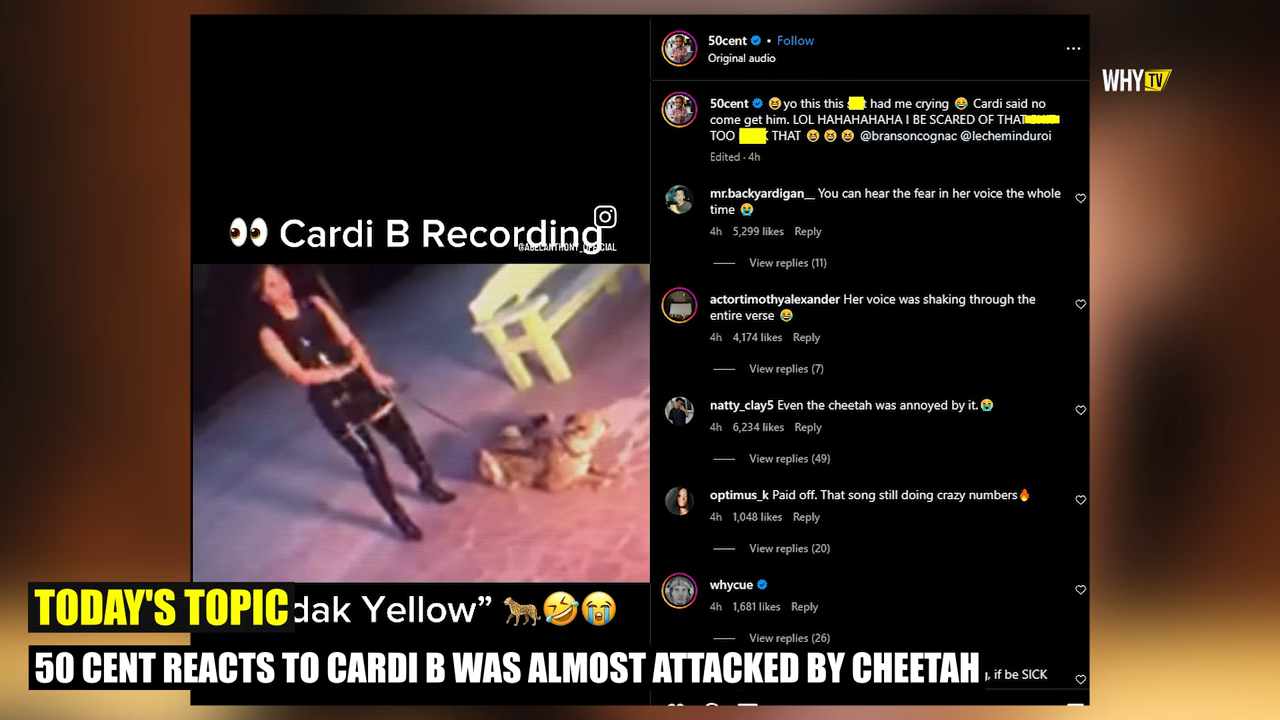 50cent • Follow
Original audio
WHY TV
50cent 😆yo this this had me crying 😂 Cardi said no
come get him. LOL HAHAHAHAHA I BE SCARED OF THAT
TOO THAT 😆 😆 😆 @bransoncognac @lecheminduroi
Edited · 4h
mr.backyardigan__ You can hear the fear in her voice the whole
time 😭
4h 5,299 likes Reply
View replies (11)
👀 Cardi B Recording
@ABELANTHONY_OFFICIAL
actortimothyalexander Her voice was shaking through the
entire verse 😂
4h 4,174 likes Reply
View replies (7)
natty_clay5 Even the cheetah was annoyed by it.😭
4h 6,234 likes Reply
View replies (49)
optimus_k Paid off. That song still doing crazy numbers🔥
4h 1,048 likes Reply
View replies (20)
whycue
4h 1,681 likes Reply
View replies (26)
, if be SICK
dak Yellow” 🐆🤣😭
TODAY'S TOPIC
50 CENT REACTS TO CARDI B WAS ALMOST ATTACKED BY CHEETAH